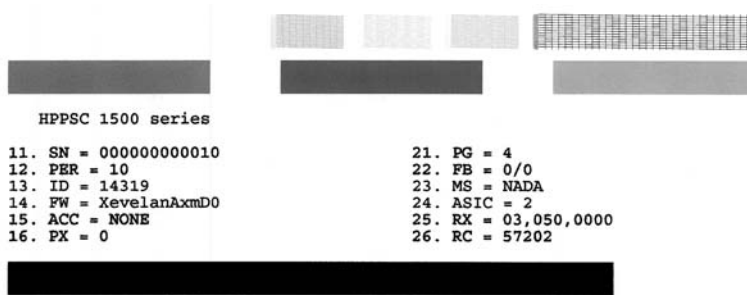 HPPSC 1500 series
11. SN = 000000000010
12. PER = 10
13. ID = 14319
14. FW = XevelanAxmD0
15. ACC = NONE
16. PX = 0
21. PG = 4
22. FB = 0/0
23. MS = NADA
24. ASIC = 2
25. RX = 03,050,0000
26. RC = 57202